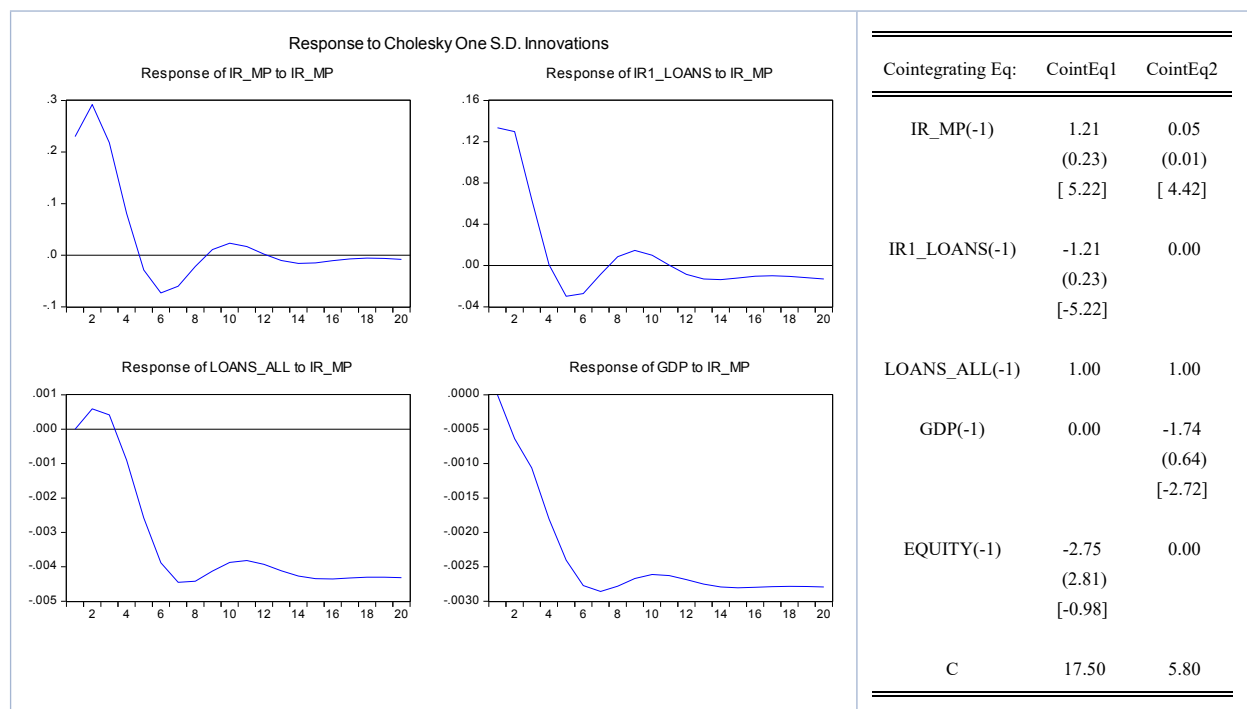 Response to Cholesky One S.D. Innovations
Response of IR_MP to IR_MP
.3
.2
.1
.0
-.1
2 4 6 8 10 12 14 16 18 20
Response of IR1_LOANS to IR_MP
.16
.12
.08
.04
.00
-.04
2 4 6 8 10 12 14 16 18 20
Response of LOANS_ALL to IR_MP
.001
.000
-.001
-.002
-.003
-.004
-.005
2 4 6 8 10 12 14 16 18 20
Response of GDP to IR_MP
.0000
-.0005
-.0010
-.0015
-.0020
-.0025
-.0030
2 4 6 8 10 12 14 16 18 20
Cointegrating Eq: CointEq1 CointEq2
IR_MP(-1) 1.21 0.05
(0.23) (0.01)
[ 5.22] [ 4.42]
IR1_LOANS(-1) -1.21 0.00
(0.23)
[-5.22]
LOANS_ALL(-1) 1.00 1.00
GDP(-1) 0.00 -1.74
(0.64)
[-2.72]
EQUITY(-1) -2.75 0.00
(2.81)
[-0.98]
C 17.50 5.80